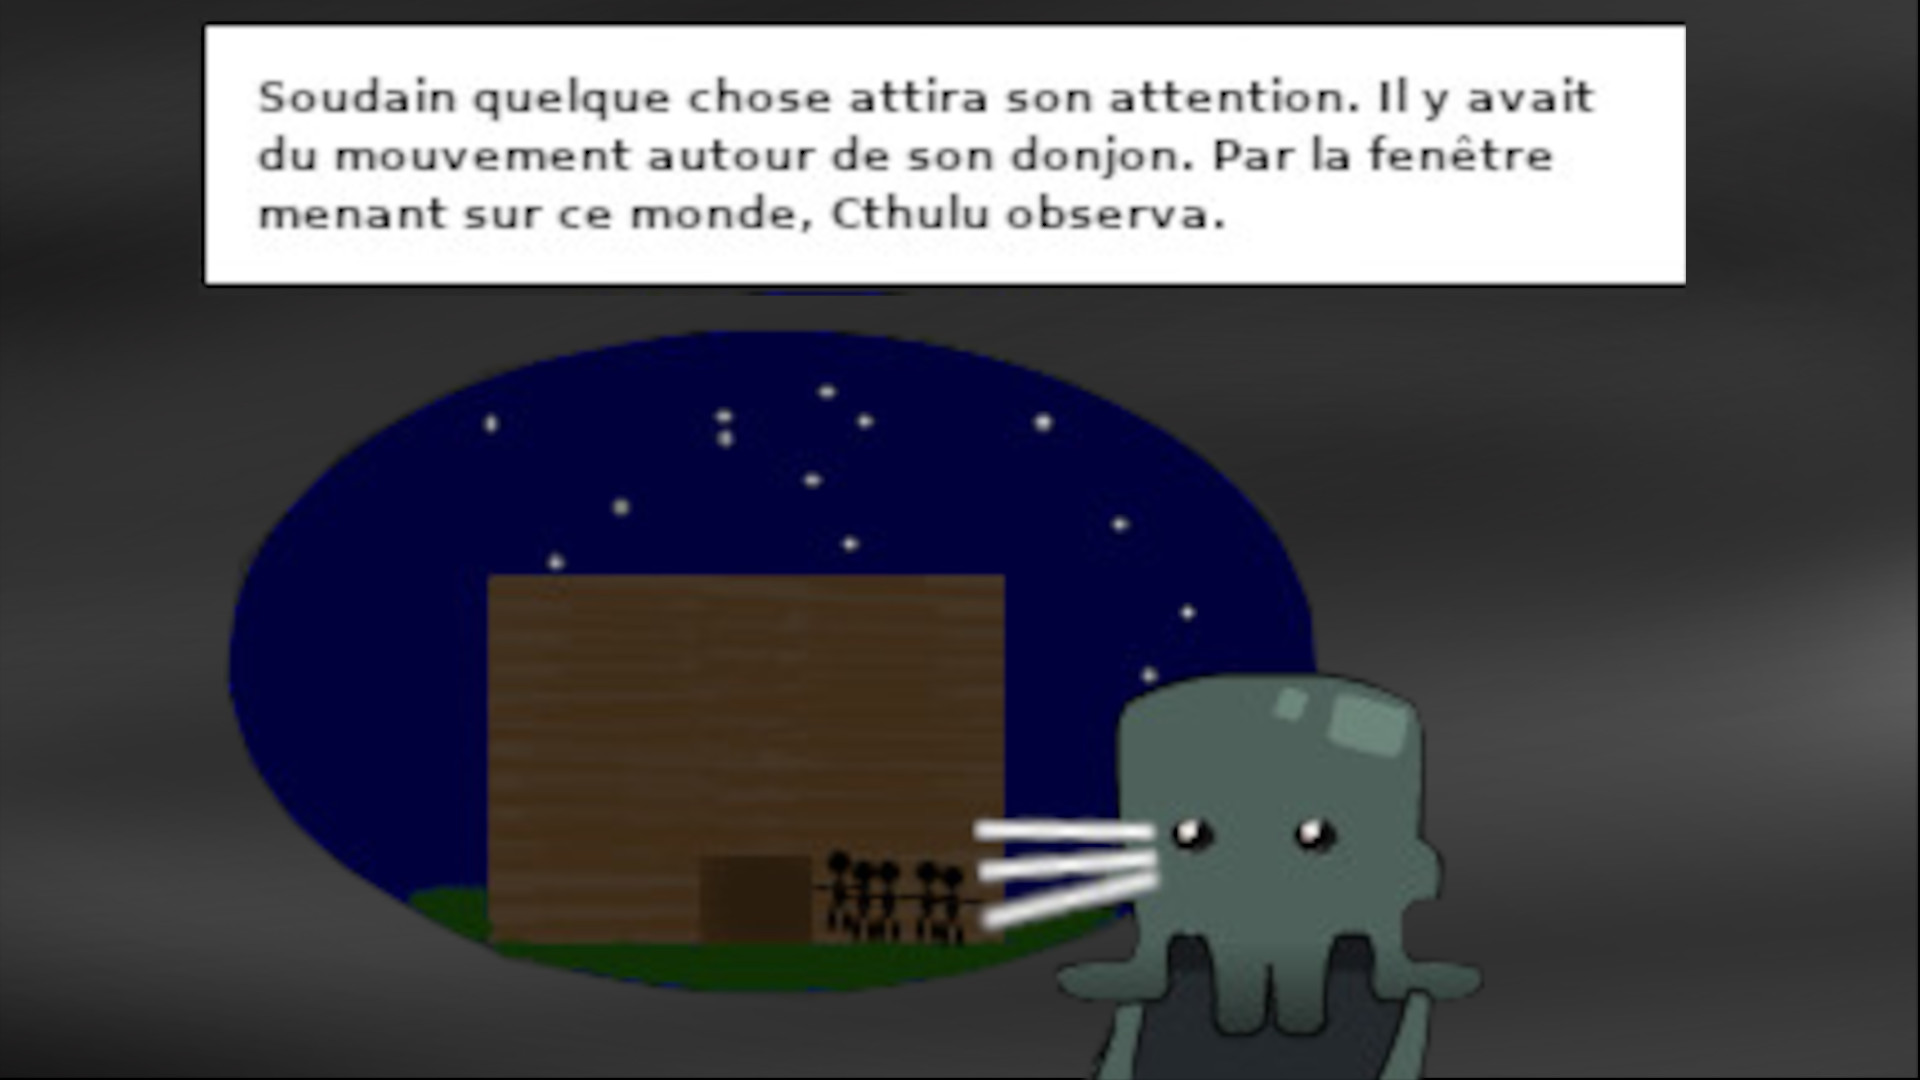 Soudain quelque chose attira son attention. Il y avait
du mouvement autour de son donjon. Par la fenêtre
menant sur ce monde, Cthulu observa.